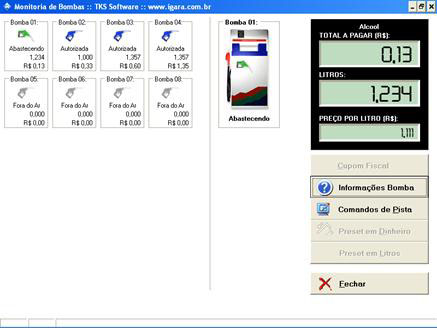 Monitoria de Bombas :: TKS Software :: www.igara.com.br
Bomba 01:
Abastecendo
1,234
R$ 0,13
Bomba 02:
Autorizada
1,000
R$ 0,33
Bomba 03:
Autorizada
1,357
R$ 0,60
Bomba 04:
Autorizada
1,357
R$ 1,35
Bomba 05:
Fora do Ar
0,000
R$ 0,00
Bomba 06:
Fora do Ar
0,000
R$ 0,00
Bomba 07:
Fora do Ar
0,000
R$ 0,00
Bomba 08:
Fora do Ar
0,000
R$ 0,00
Bomba 01:
Abastecendo
Alcool
TOTAL A PAGAR (R$):
0,13
LITROS:
1,234
PREÇO POR LITRO (R$):
1,111
Cupom Fiscal
Informações Bomba
Comandos de Pista
Preset em Dinheiro
Preset em Litros
Fechar